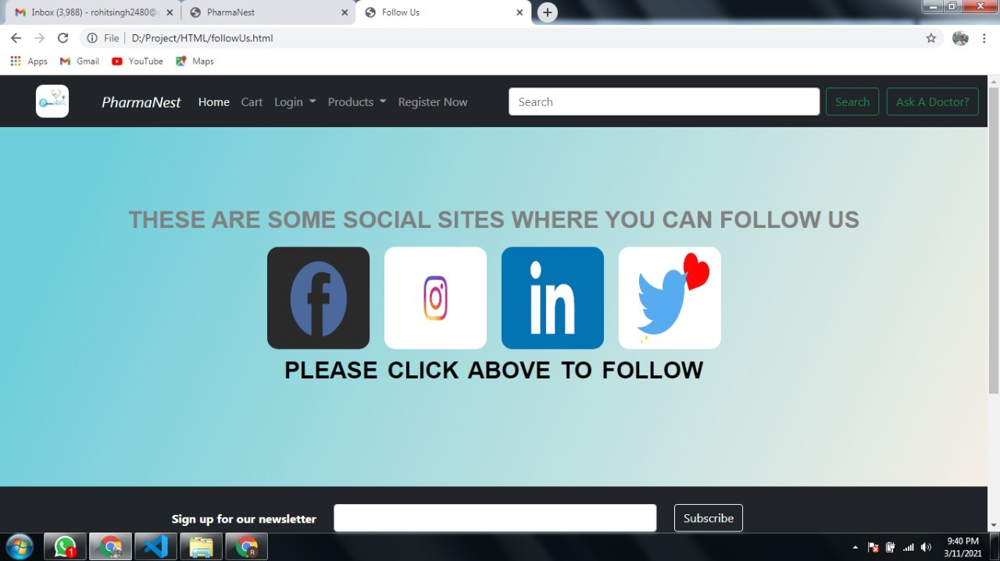 Inbox (3,988) - rohitsingh2480@
PharmaNest
Follow Us
File
D:/Project/HTML/followUs.html
Apps
Gmail
YouTube
Maps
PharmaNest
Home
Cart
Login
Products
Register Now
Search
Search
Ask A Doctor?
THESE ARE SOME SOCIAL SITES WHERE YOU CAN FOLLOW US
f
in
PLEASE CLICK ABOVE TO FOLLOW
Sign up for our newsletter
Subscribe
1
R
9:40 PM
3/11/2021